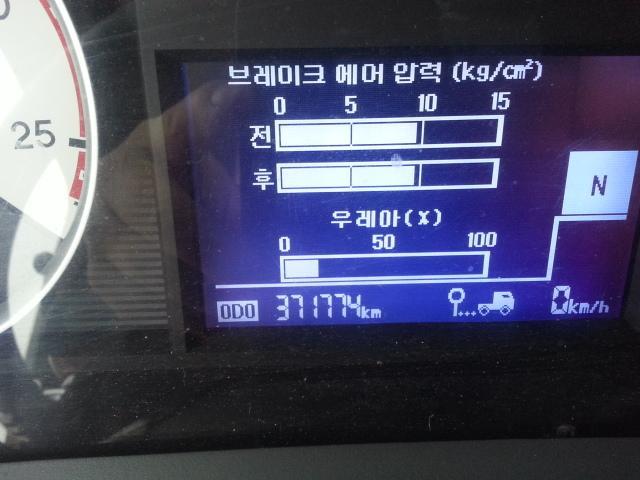 브레이크 에어 압력 (kg/cm²)
0 5 10 15
전
후
N
우레아(%)
0 50 100
ODO 371774km 0km/h
25
0